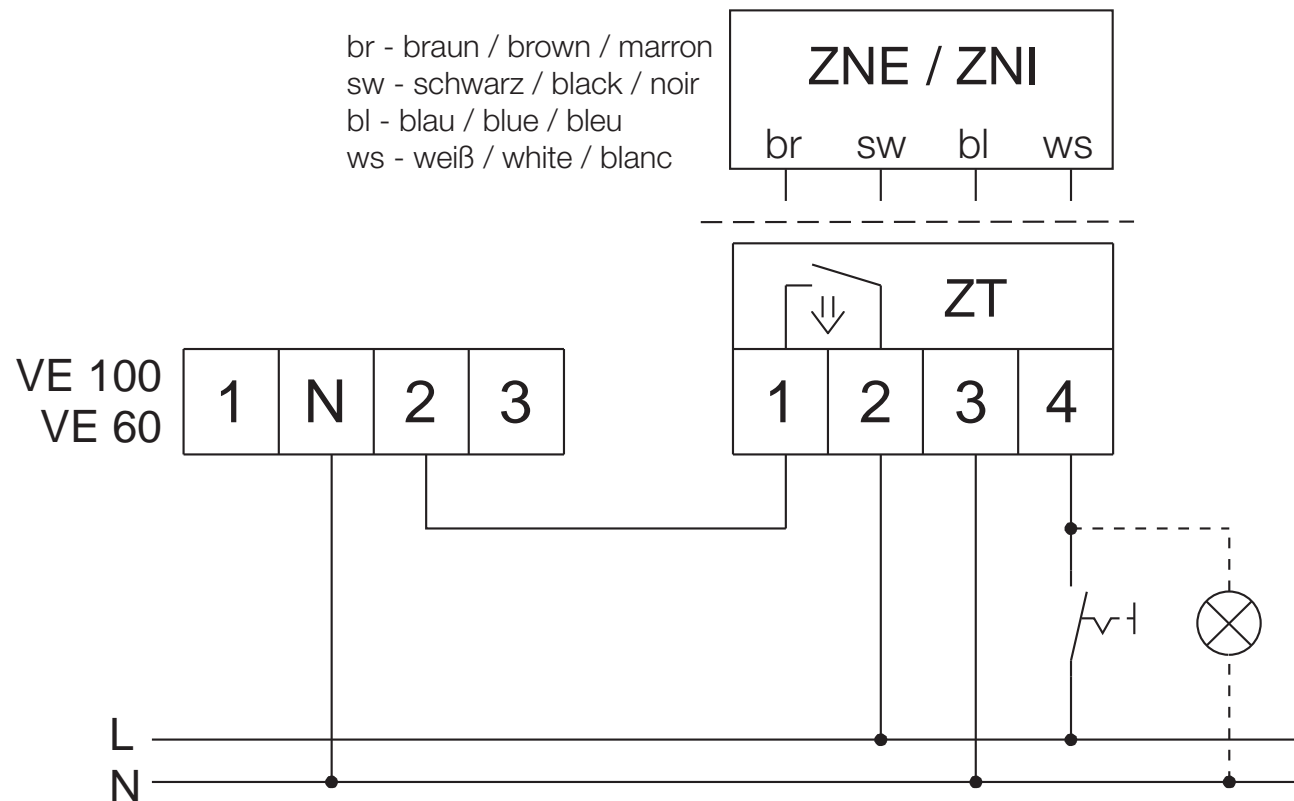 br - braun / brown / marron
sw - schwarz / black / noir
bl - blau / blue / bleu
ws - weiß / white / blanc
ZNE / ZNI
br sw bl ws
ZT
VE 100
VE 60
1 N 2 3
1 2 3 4
L
N